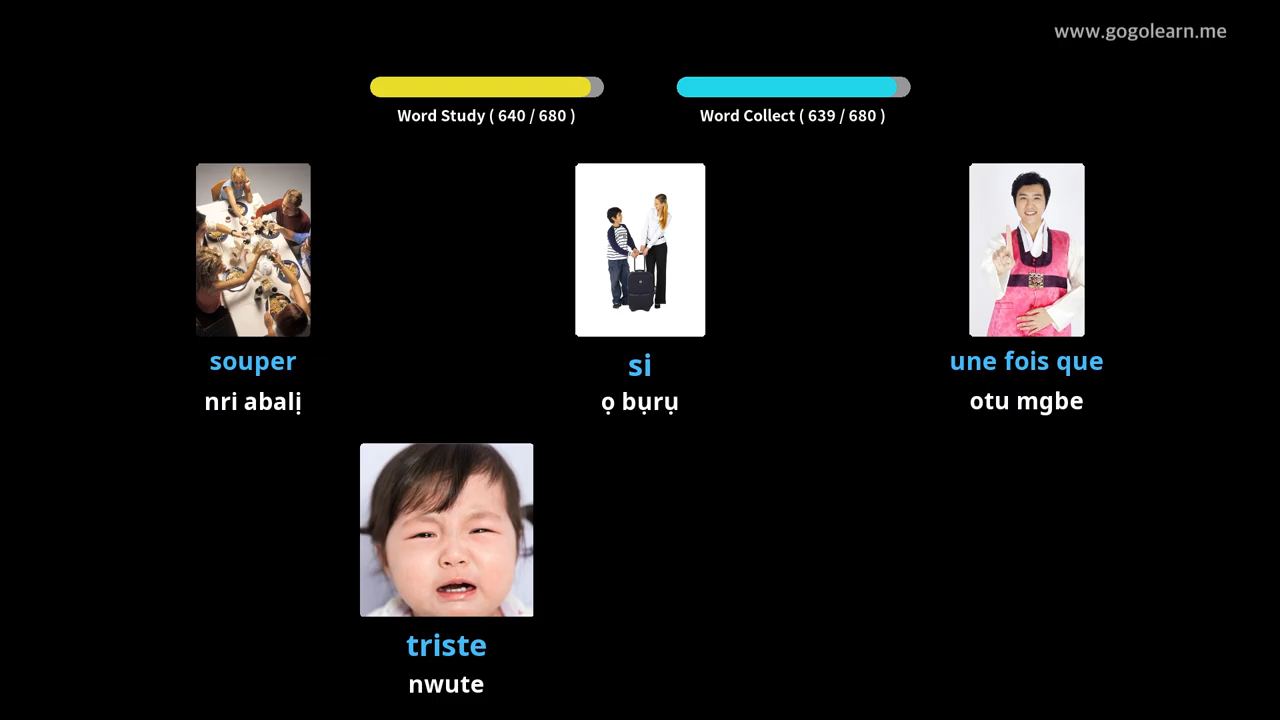 www.gogolearn.me
Word Study ( 640 / 680 )
Word Collect ( 639 / 680 )
souper
nri abalị
si
ọ bụrụ
une fois que
otu mgbe
triste
nwute